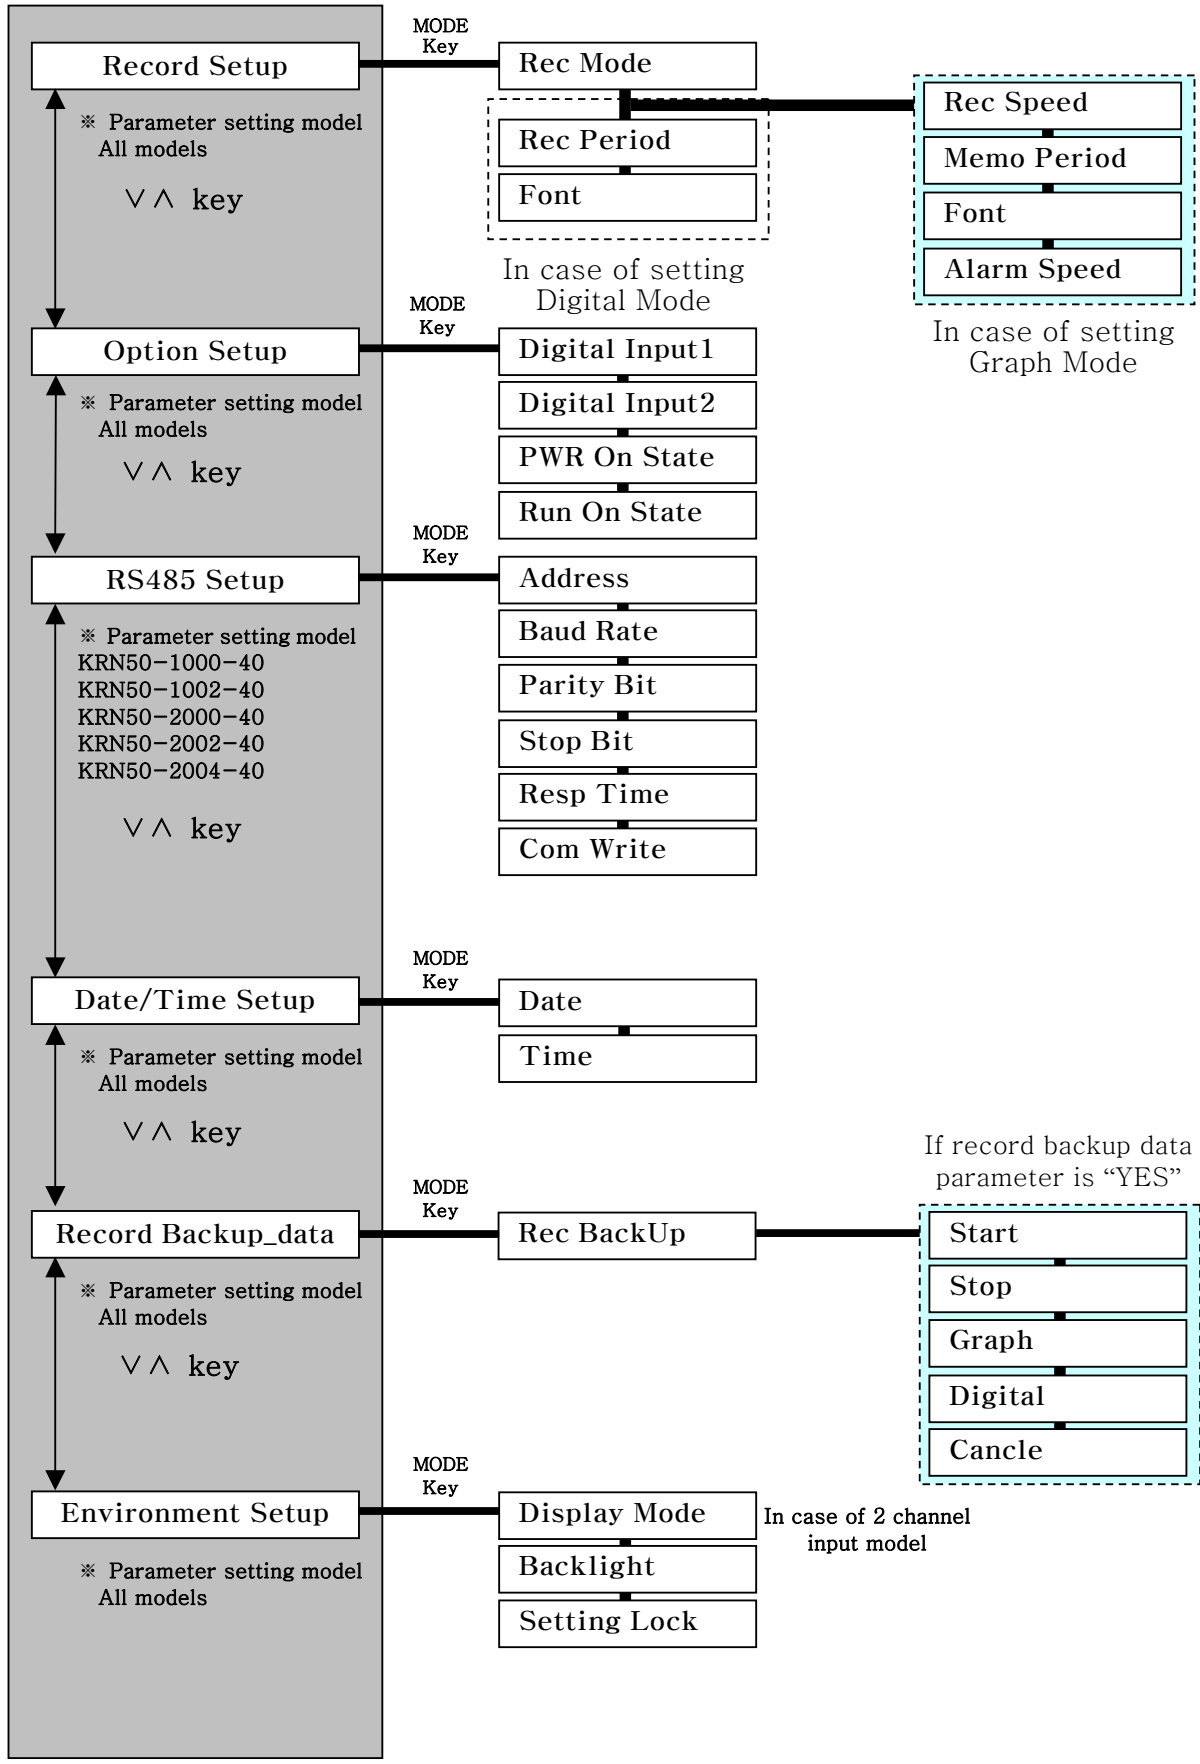 MODE
Key
Record Setup
Rec Mode
Rec Speed
※ Parameter setting model
All models
Rec Period
Memo Period
∨∧ key
Font
Font
Alarm Speed
In case of setting
Digital Mode
In case of setting
Graph Mode
MODE
Key
Option Setup
Digital Input1
※ Parameter setting model
All models
Digital Input2
∨∧ key
PWR On State
Run On State
MODE
Key
RS485 Setup
Address
※ Parameter setting model
KRN50-1000-40
KRN50-1002-40
KRN50-2000-40
KRN50-2002-40
KRN50-2004-40
Baud Rate
Parity Bit
Stop Bit
Resp Time
∨∧ key
Com Write
MODE
Key
Date/Time Setup
Date
※ Parameter setting model
All models
Time
∨∧ key
If record backup data
parameter is “YES”
MODE
Key
Record Backup_data
Rec BackUp
Start
※ Parameter setting model
All models
Stop
∨∧ key
Graph
Digital
Cancle
MODE
Key
Environment Setup
Display Mode
In case of 2 channel
input model
※ Parameter setting model
All models
Backlight
Setting Lock